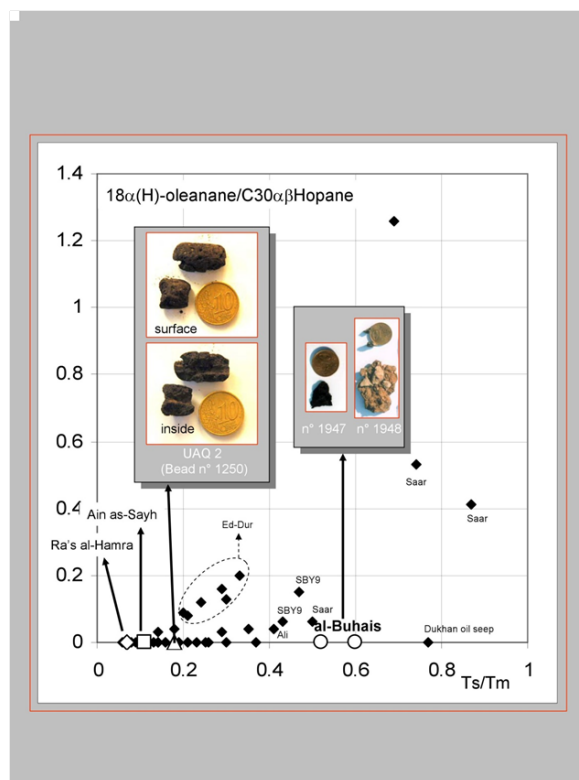 1.4
18α(H)-oleanane/C30αβHopane
1.2
1
0.8
0.6
0.4
0.2
0
surface
10
inside
10
UAQ 2
(Bead n° 1250)
n° 1947
n° 1948
Saar
Saar
Ain as-Sayh
Ra's al-Hamra
Ed-Dur
SBY9
SBY9
Saar
Ali
al-Buhais
Dukhan oil seep
0
0.2
0.4
0.6
0.8
1
Ts/Tm